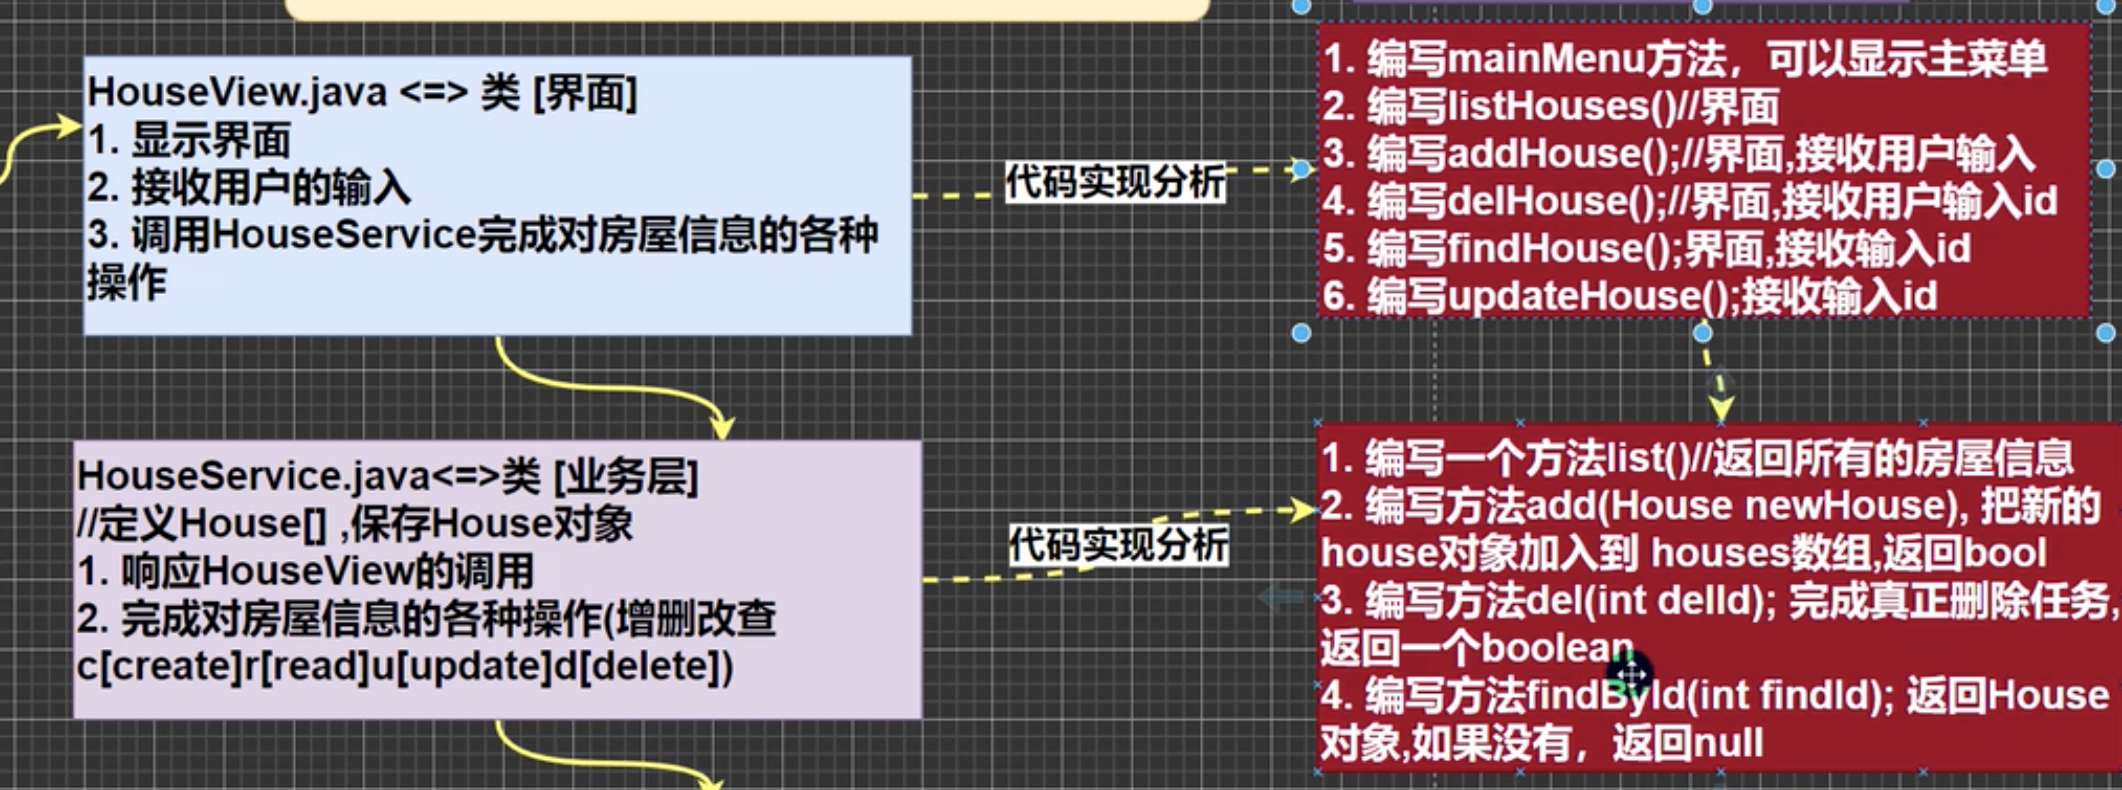 HouseView.java <=> 类 [界面]
1. 显示界面
2. 接收用户的输入
3. 调用HouseService完成对房屋信息的各种
操作
代码实现分析
1. 编写mainMenu方法，可以显示主菜单
2. 编写listHouses()//界面
3. 编写addHouse();//界面,接收用户输入
4. 编写delHouse();//界面,接收用户输入id
5. 编写findHouse();界面,接收输入id
6. 编写updateHouse();接收输入id
HouseService.java<=>类 [业务层]
//定义House[] ,保存House对象
1. 响应HouseView的调用
2. 完成对房屋信息的各种操作(增删改查
c[create]r[read]u[update]d[delete])
代码实现分析
1. 编写一个方法list()//返回所有的房屋信息
2. 编写方法add(House newHouse), 把新的
house对象加入到 houses数组,返回bool
3. 编写方法del(int delId); 完成真正删除任务,
返回一个boolean
4. 编写方法findById(int findId); 返回House
对象,如果没有，返回null